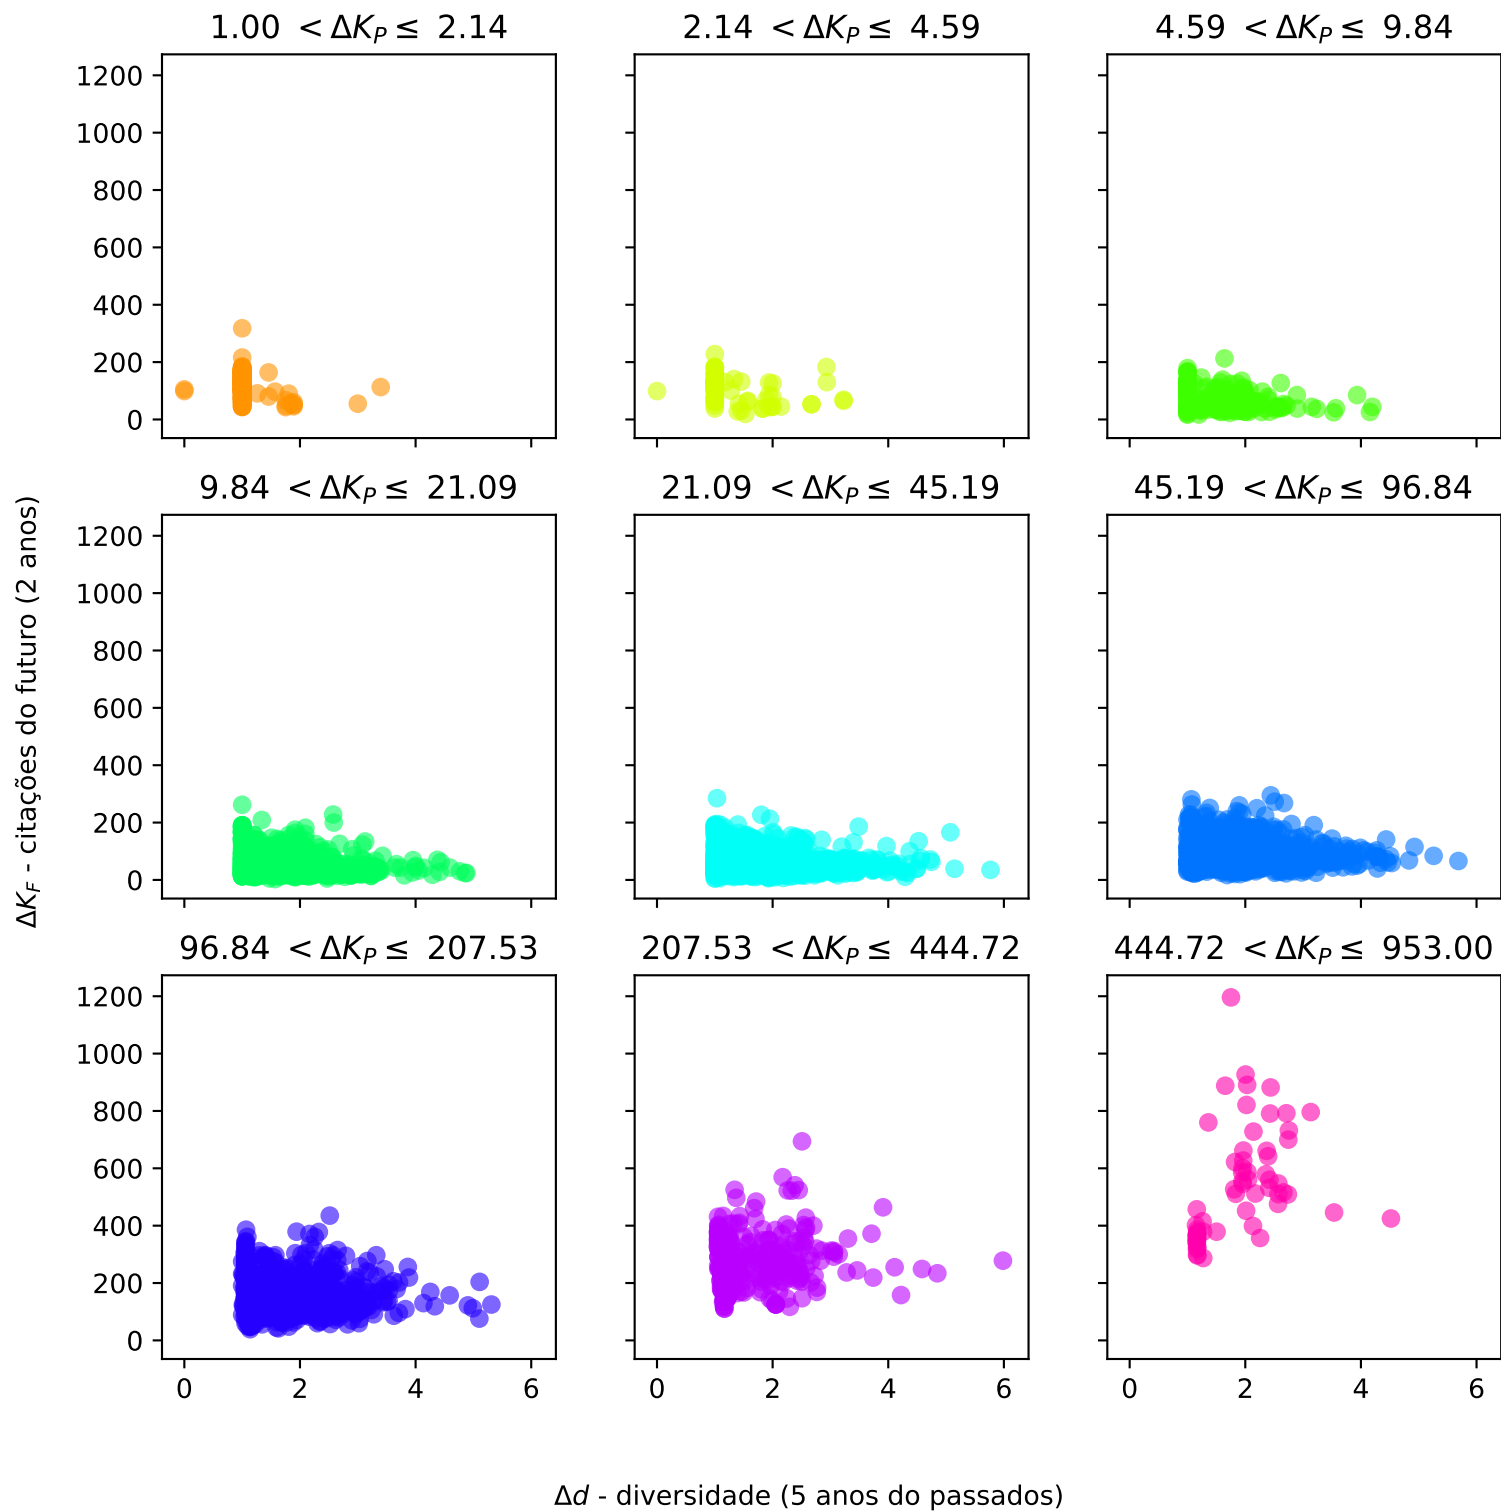 1.00 < ΔK_P ≤ 2.14
2.14 < ΔK_P ≤ 4.59
4.59 < ΔK_P ≤ 9.84
1200
1000
800
600
400
200
0
9.84 < ΔK_P ≤ 21.09
21.09 < ΔK_P ≤ 45.19
45.19 < ΔK_P ≤ 96.84
1200
1000
800
600
400
200
0
ΔK_F - citações do futuro (2 anos)
96.84 < ΔK_P ≤ 207.53
207.53 < ΔK_P ≤ 444.72
444.72 < ΔK_P ≤ 953.00
1200
1000
800
600
400
200
0
0 2 4 6
0 2 4 6
0 2 4 6
Δd - diversidade (5 anos do passados)